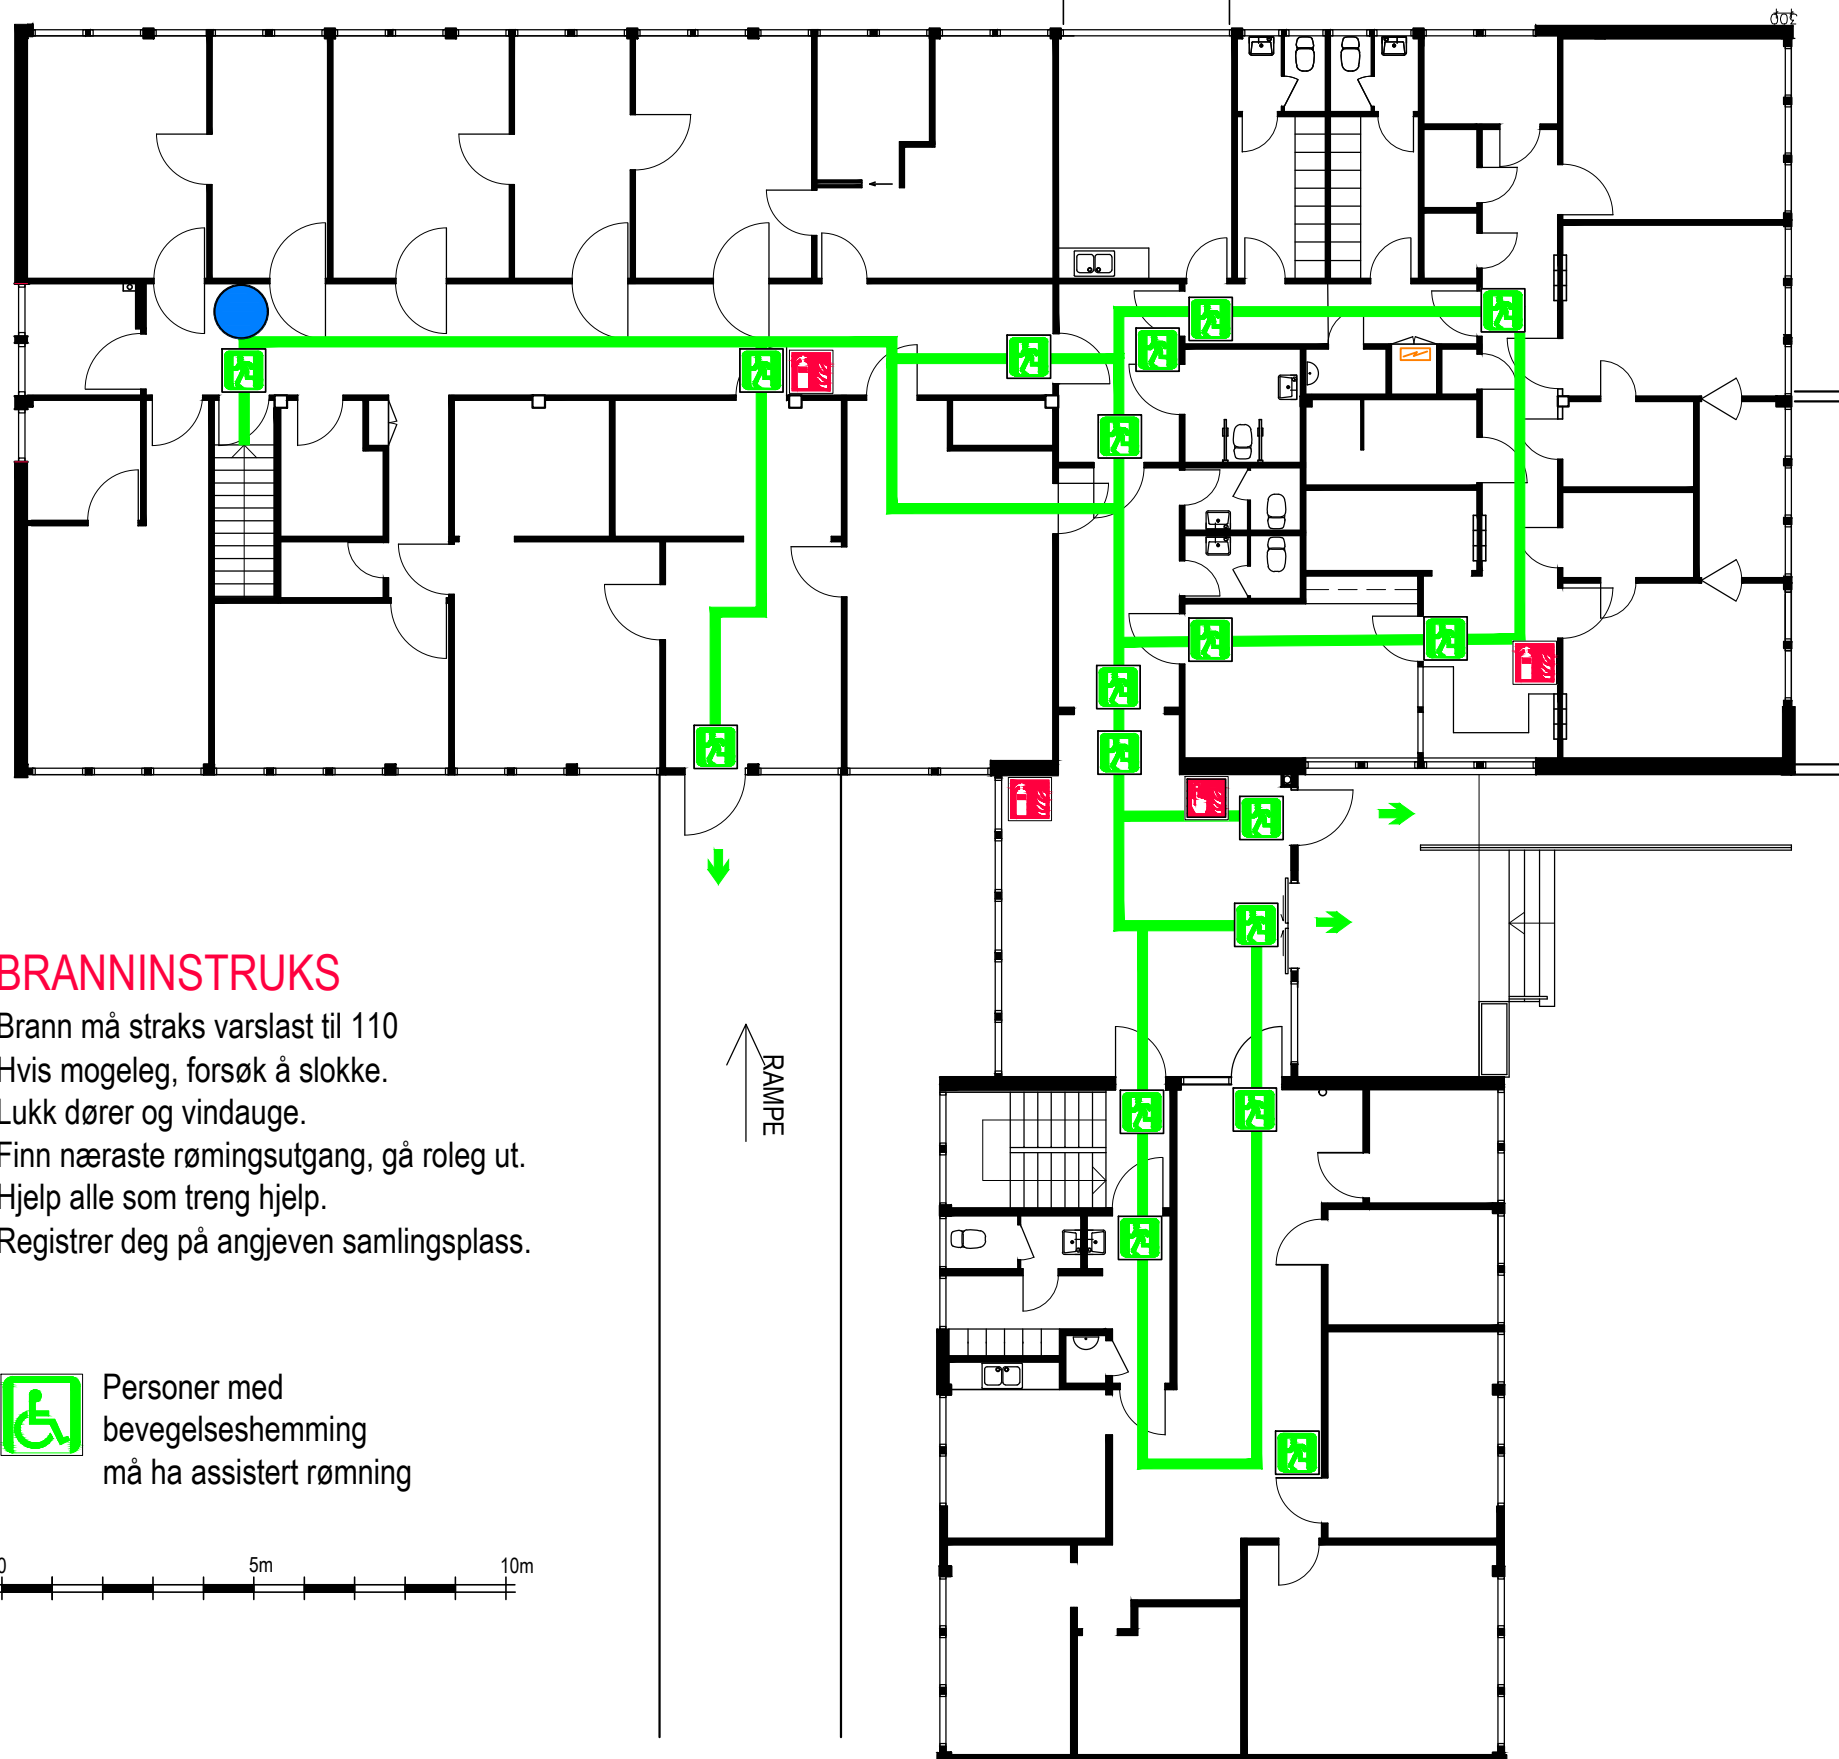 BRANNINSTRUKS
Brann må straks varslast til 110
Hvis mogeleg, forsøk å slokke.
Lukk dører og vindauge.
Finn næraste rømingsutgang, gå roleg ut.
Hjelp alle som treng hjelp.
Registrer deg på angjeven samlingsplass.
RAMPE
Personer med
bevegelseshemming
må ha assistert rømning
0 5m 10m